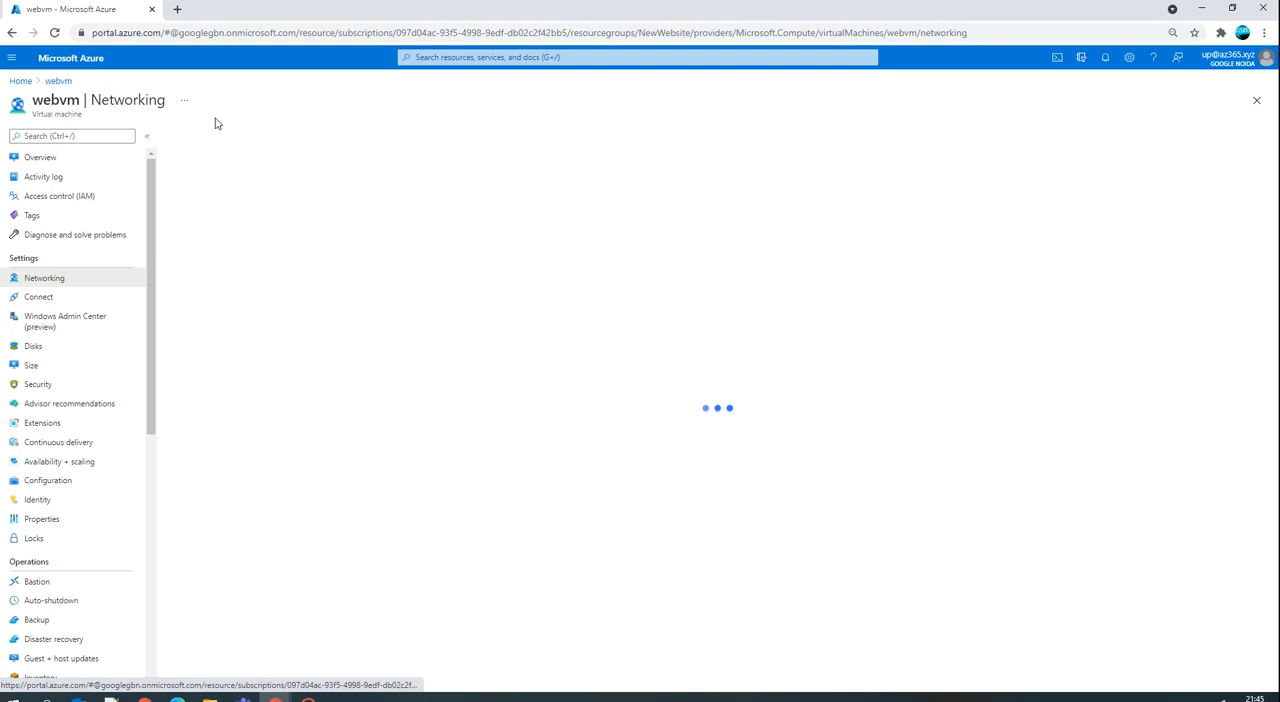 webvm - Microsoft Azure
portal.azure.com/#@googlegbn.onmicrosoft.com/resource/subscriptions/097d04ac-93f5-4998-9edf-db02c2f42bb5/resourcegroups/NewWebsite/providers/Microsoft.Compute/virtualMachines/webvm/networking
Microsoft Azure
Search resources, services, and docs (G+/)
up@az365.xyz
GOOGLE NOIDA
Home > webvm
webvm | Networking ...
Virtual machine
Search (Ctrl+/)
«
Overview
Activity log
Access control (IAM)
Tags
Diagnose and solve problems
Settings
Networking
Connect
Windows Admin Center
(preview)
Disks
Size
Security
Advisor recommendations
Extensions
Continuous delivery
Availability + scaling
Configuration
Identity
Properties
Locks
Operations
Bastion
Auto-shutdown
Backup
Disaster recovery
Guest + host updates
Inventory
https://portal.azure.com/#@googlegbn.onmicrosoft.com/resource/subscriptions/097d04ac-93f5-4998-9edf-db02c2f...
21:45